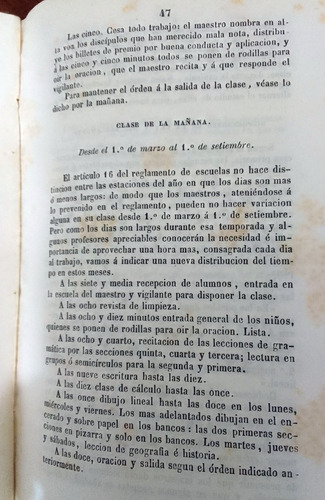 47
Las cinco. Cesa todo trabajo: el maestro nombra en al-
ta voz los discípulos que han merecido mala nota, distribu-
yo los billetes de premio por buena conducta y aplicacion, y
á las cinco y cinco minutos todos se ponen de rodillas para
oir la oracion, que el maestro recita y á que responde el
vigilante.
Para mantener el órden á la salida de la clase, véase lo
dicho por la mañana.
CLASE DE LA MAÑANA.
Desde el 1.º de marzo al 1.º de setiembre.
El artículo 16 del reglamento de escuelas no hace dis-
tincion entre las estaciones del año en que los dias son mas
é menos largos: de modo que los maestros, ateniéndose á
lo prevenido en el reglamento, pueden no hacer variacion
alguna en su clase desde 1.º de marzo á 1.º de setiembre.
Pero como los dias son largos durante esa temporada y al-
gunos profesores apreciables conocerán la necesidad é im-
portancia de aprovechar una hora mas, consagrada cada dia
al trabajo, vamos á indicar una nueva distribucion del tiem-
po en estos meses.
A las siete y media recepcion de alumnos, entrada en
la escuela del maestro y vigilante para disponer la clase.
A las ocho revista de limpieza.
A las ocho y diez minutos entrada general de los niños,
quienes se ponen de rodillas para oir la oracion. Lista.
A las ocho y cuarto, recitacion de las lecciones de gra-
mática por las secciones quinta, cuarta y tercera; lectura en
grupos ó semicírculos para la segunda y primera.
A las nueve escritura hasta las diez.
A las diez clase de cálculo hasta las once.
A las once dibujo lineal hasta las doce en los lunes,
miércoles y viernes. Los mas adelantados dibujan en el en-
cerado y sobre papel en los bancos: las dos primeras sec-
ciones en pizarra y solo en los bancos. Los martes, jueves
y sábados, leccion de geografía é historia.
A las doce, oracion y salida segun el órden indicado an-
teriormente.